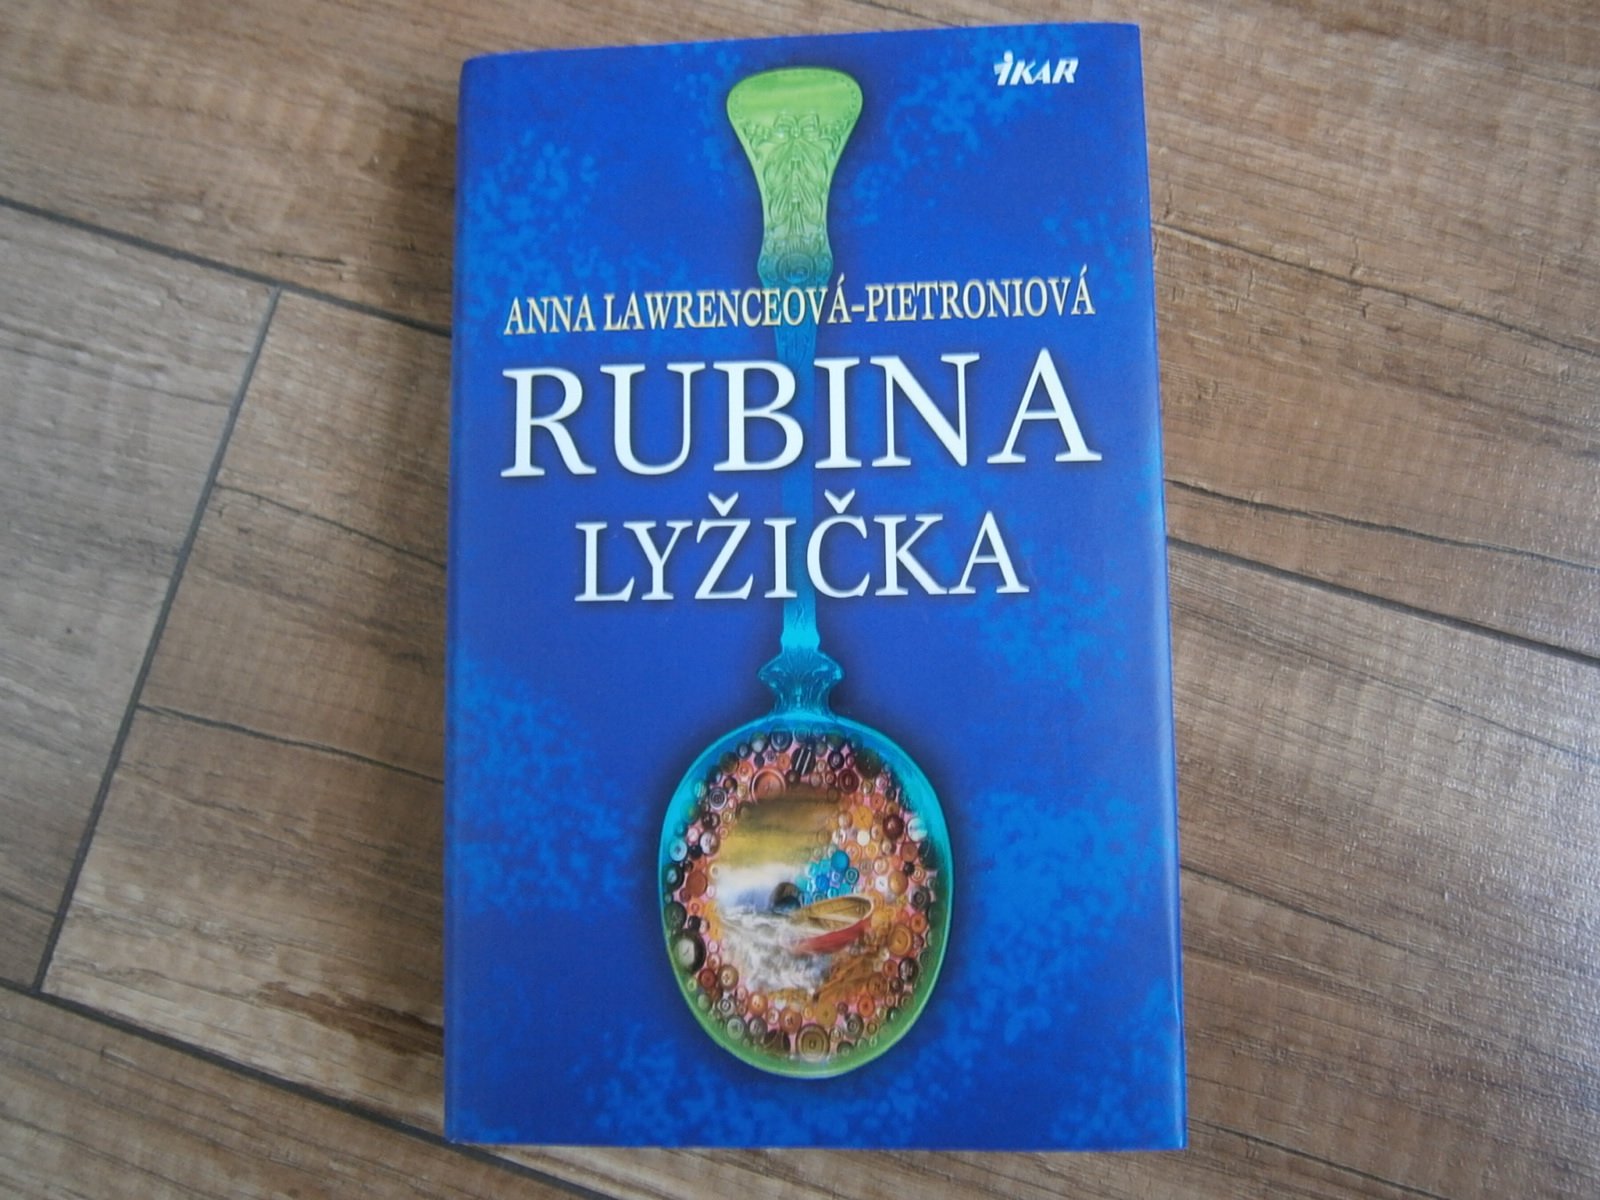 IKAR
ANNA LAWRENCEOVÁ-PIETRONIOVÁ
RUBINA
LYŽIČKA